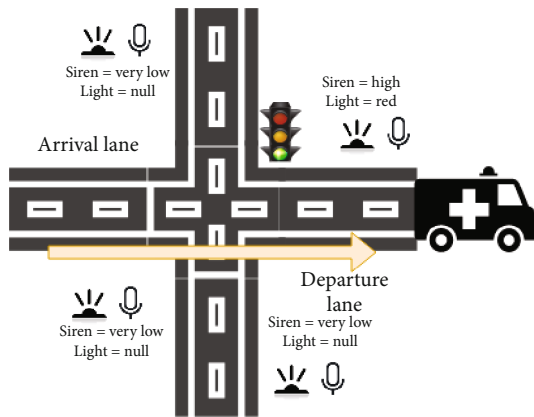 Siren = very low
Light = null
Siren = high
Light = red
Arrival lane
Departure
lane
Siren = very low
Light = null
Siren = very low
Light = null